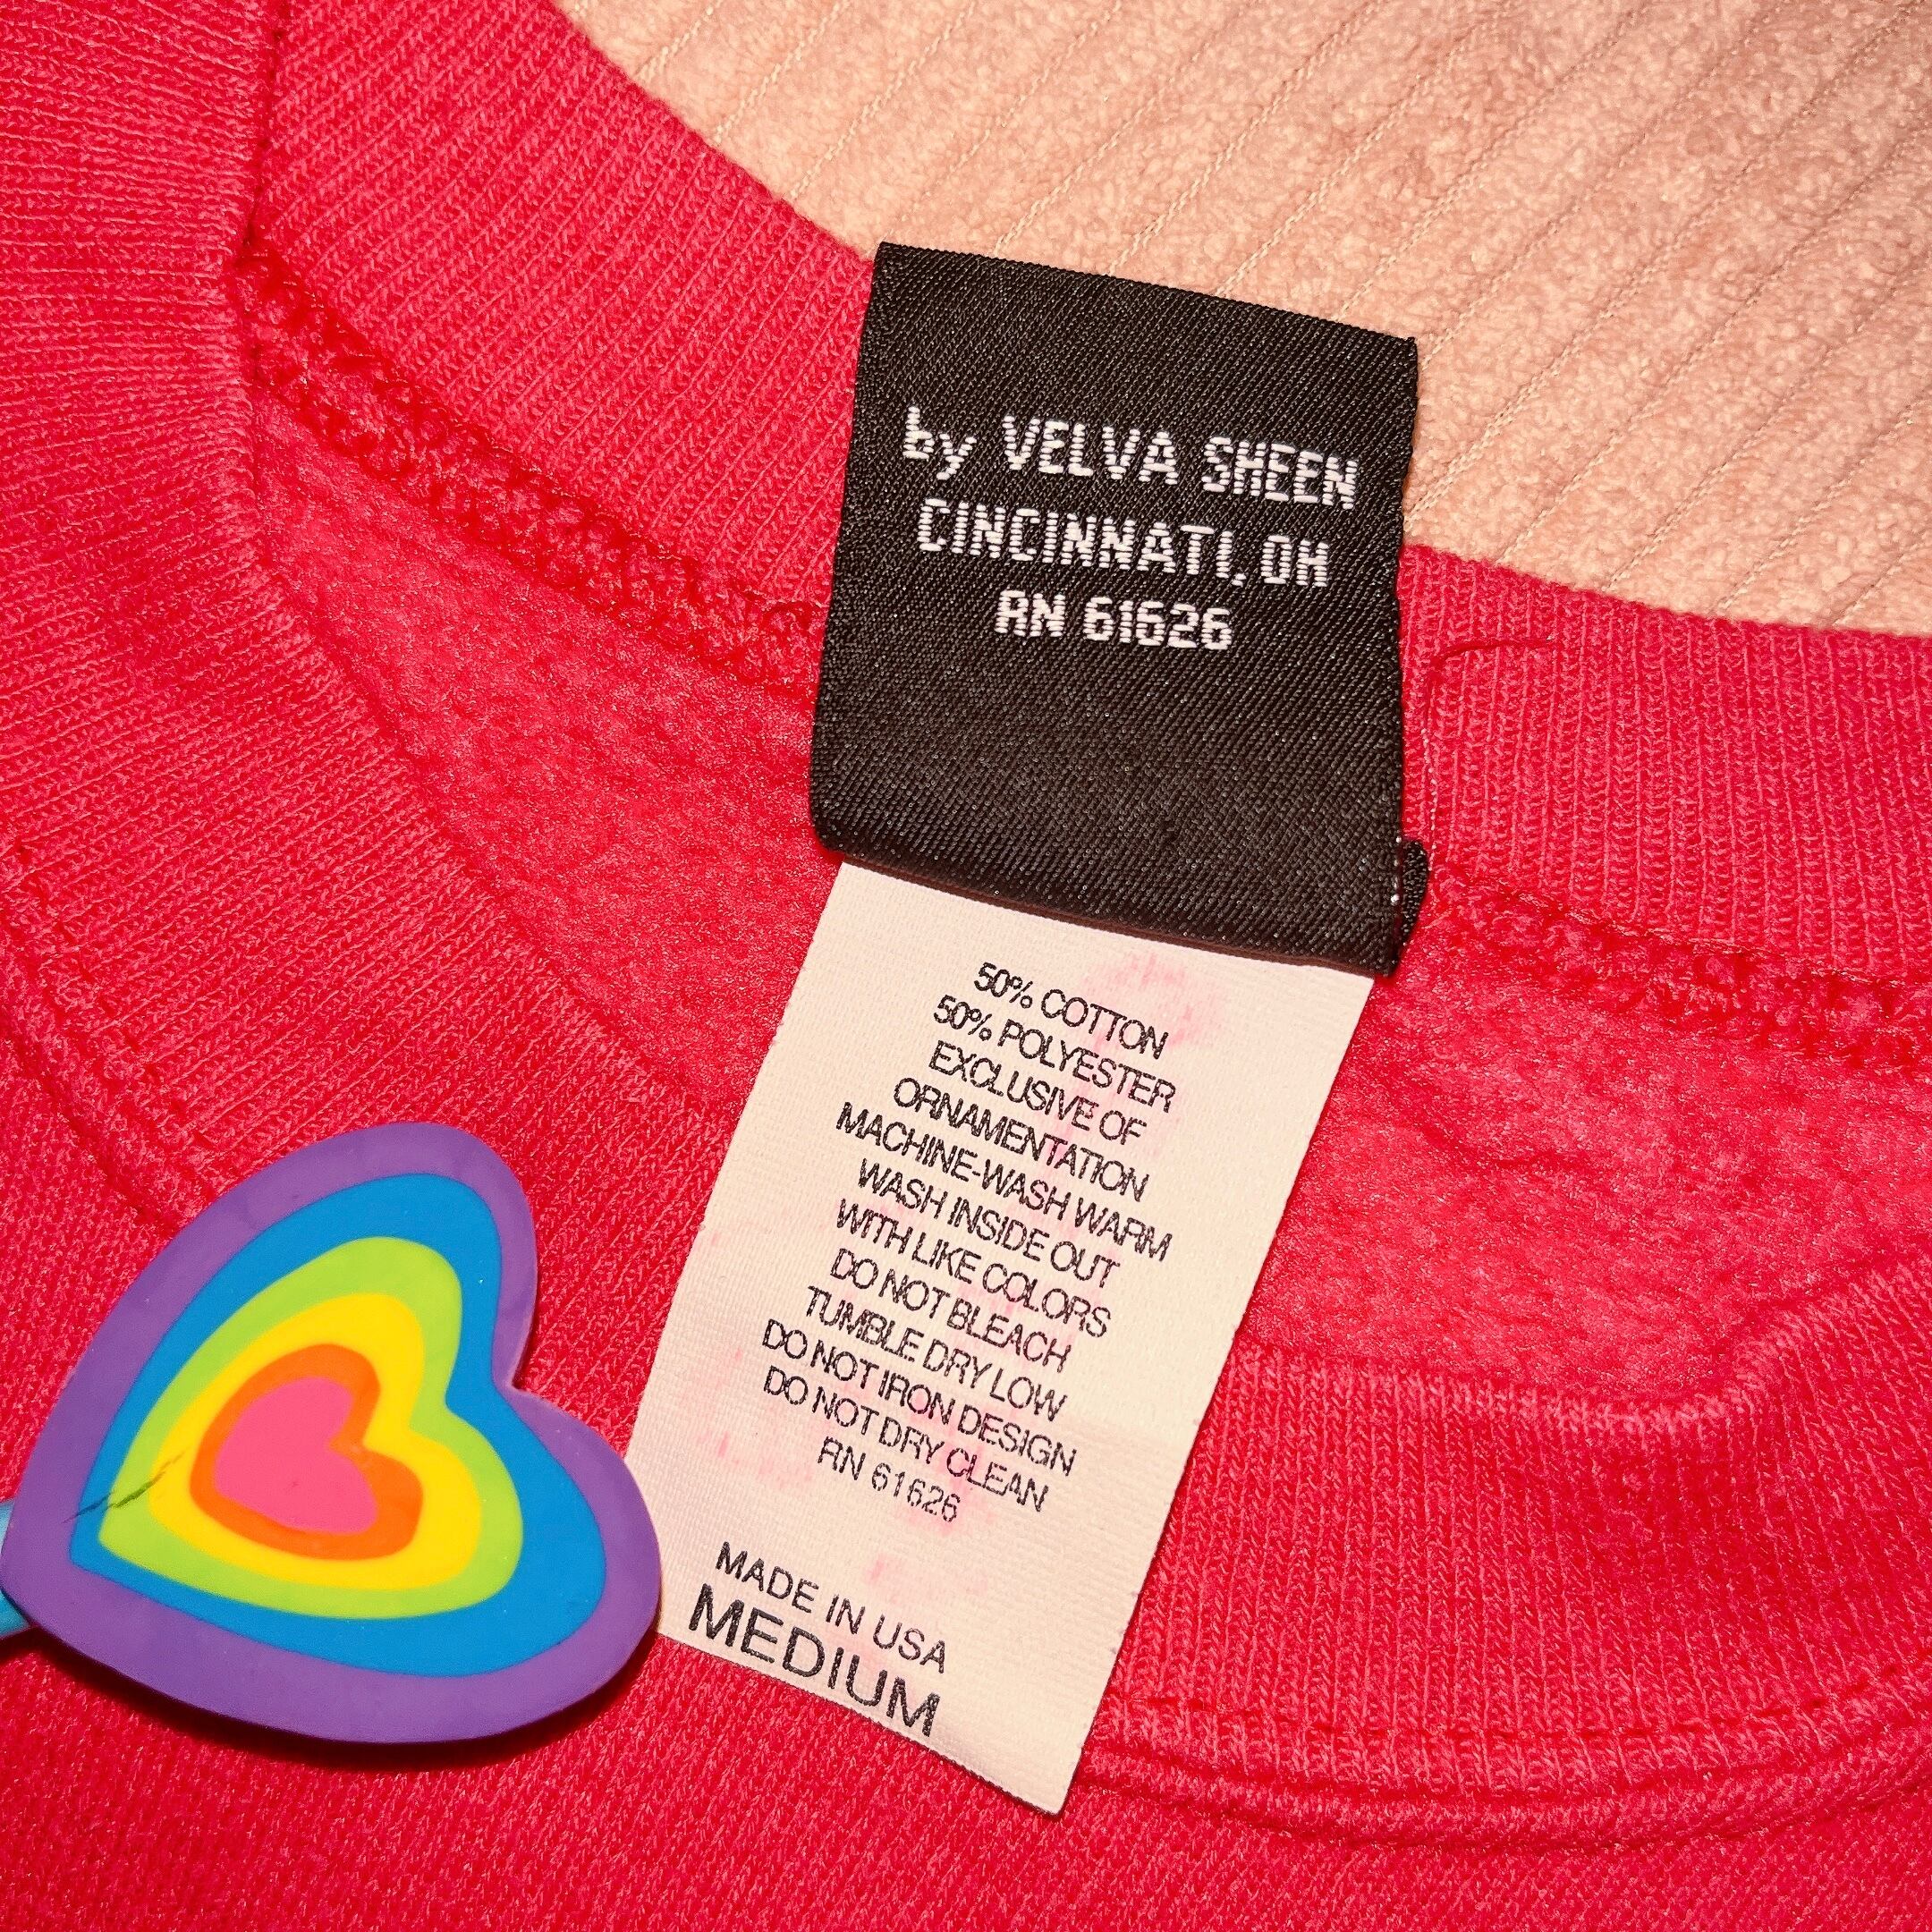 by VELVA SHEEN
CINCINNATI, OH
RN 61626
50% COTTON
50% POLYESTER
EXCLUSIVE OF
ORNAMENTATION
MACHINE-WASH WARM
WASH INSIDE OUT
WITH LIKE COLORS
DO NOT BLEACH
TUMBLE DRY LOW
DO NOT IRON DESIGN
DO NOT DRY CLEAN
RN 61626
MADE IN USA
MEDIUM